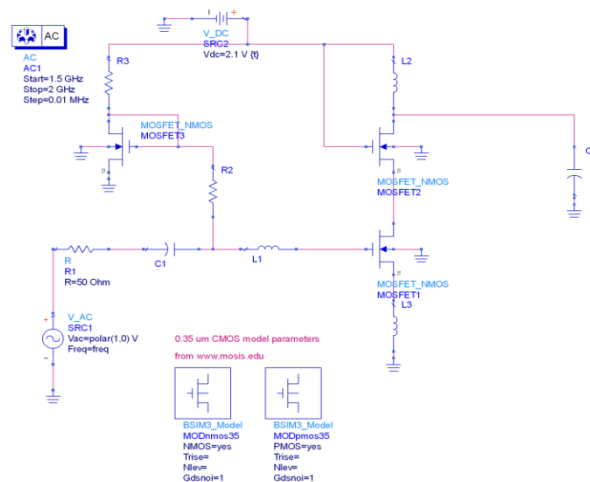 AC
AC
AC1
Start=1.5 GHz
Stop=2 GHz
Step=0.01 MHz
V_DC
SRC2
Vdc=2.1 V {t}
R3
L2
MOSFET_NMOS
MOSFET3
R2
MOSFET_NMOS
MOSFET2
C
R
R1
R=50 Ohm
C1
L1
MOSFET_NMOS
MOSFET1
L3
V_AC
SRC1
Vac=polar(1,0) V
Freq=freq
0.35 um CMOS model parameters
from www.mosis.edu
BSIM3_Model
MODnmos35
NMOS=yes
Trise=
Nlev=
Gdsnoi=1
BSIM3_Model
MODpmos35
PMOS=yes
Trise=
Nlev=
Gdsnoi=1